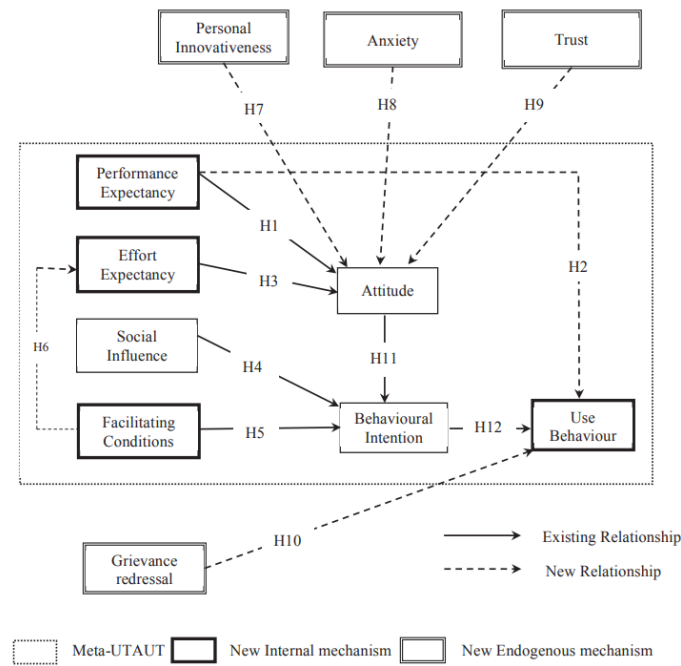 Personal
Innovativeness
Anxiety
Trust
H7
H8
H9
Performance
Expectancy
H1
Effort
Expectancy
H3
H2
Attitude
Social
Influence
H6
H4
H11
Facilitating
Conditions
H5
Behavioural
Intention
H12
Use
Behaviour
H10
Grievance
redressal
Existing Relationship
New Relationship
Meta-UTAUT
New Internal mechanism
New Endogenous mechanism